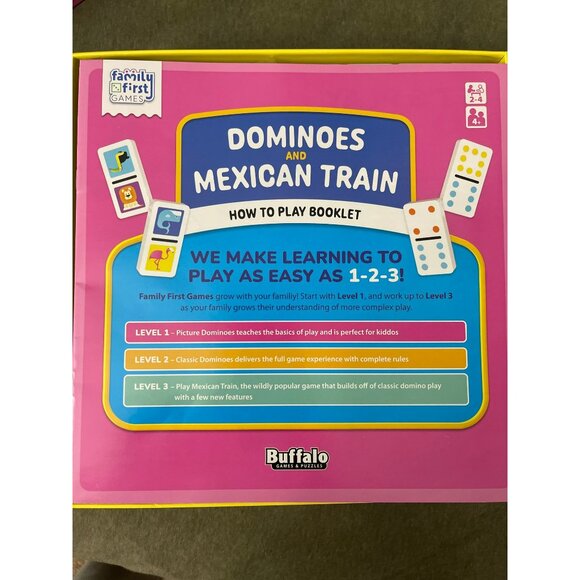 family
first
GAMES
2-4
4+
DOMINOES
AND
MEXICAN TRAIN
HOW TO PLAY BOOKLET
WE MAKE LEARNING TO
PLAY AS EASY AS 1-2-3!
Family First Games grow with your familiy! Start with Level 1, and work up to Level 3
as your family grows their understanding of more complex play.
LEVEL 1 – Picture Dominoes teaches the basics of play and is perfect for kiddos
LEVEL 2 – Classic Dominoes delivers the full game experience with complete rules
LEVEL 3 – Play Mexican Train, the wildly popular game that builds off of classic domino play
with a few new features
Buffalo
GAMES & PUZZLES